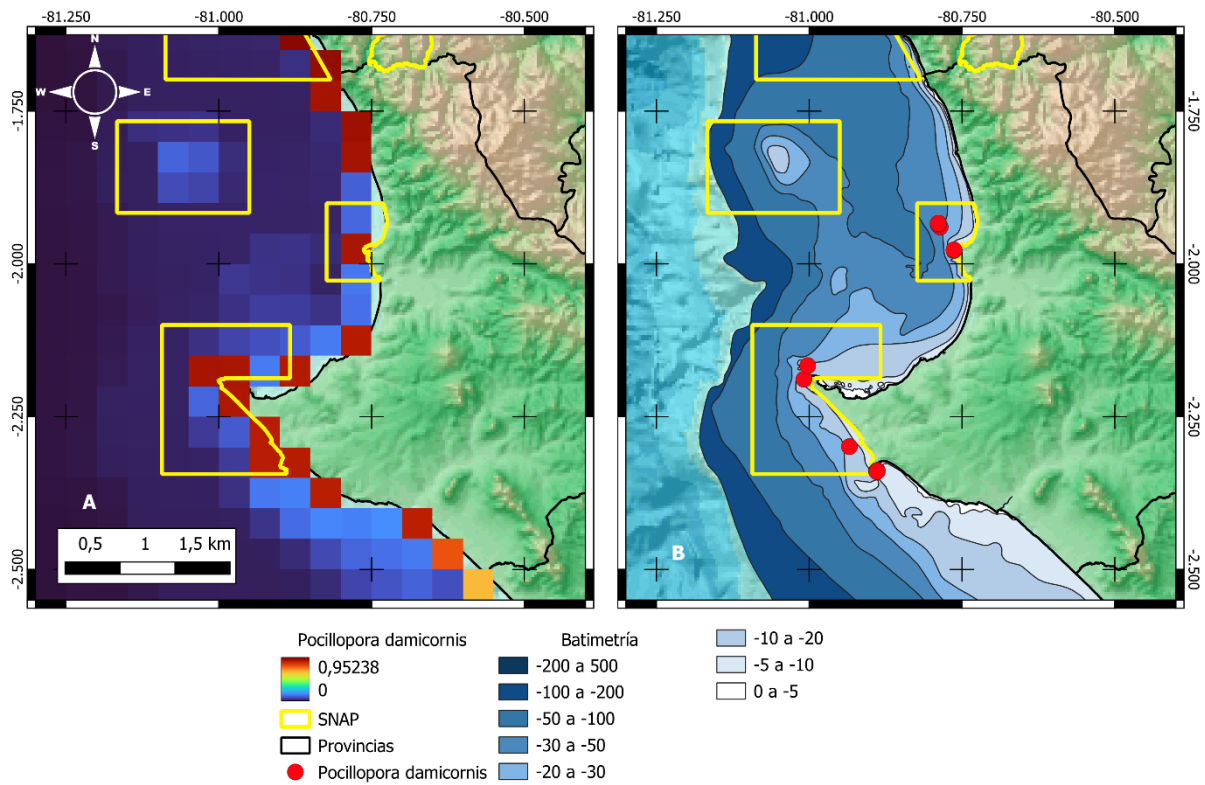 -81.250 -81.000 -80.750 -80.500 -81.250 -81.000 -80.750 -80.500
N
W E
S
-1.750 -1.750
-2.000 -2.000
-2.250 -2.250
-2.500 -2.500
A
B
0,5 1 1,5 km
Pocillopora damicornis
0,95238
0
SNAP
Provincias
Pocillopora damicornis
Batimetría
-200 a 500
-100 a -200
-50 a -100
-30 a -50
-20 a -30
-10 a -20
-5 a -10
0 a -5